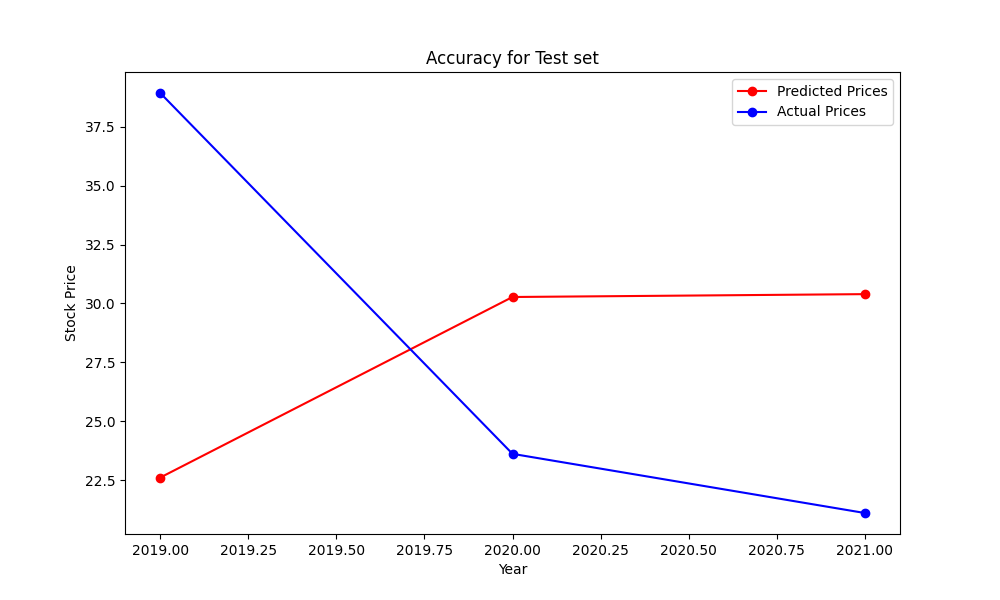 Accuracy for Test set
Predicted Prices
Actual Prices
Stock Price
37.5
35.0
32.5
30.0
27.5
25.0
22.5
2019.00 2019.25 2019.50 2019.75 2020.00 2020.25 2020.50 2020.75 2021.00
Year